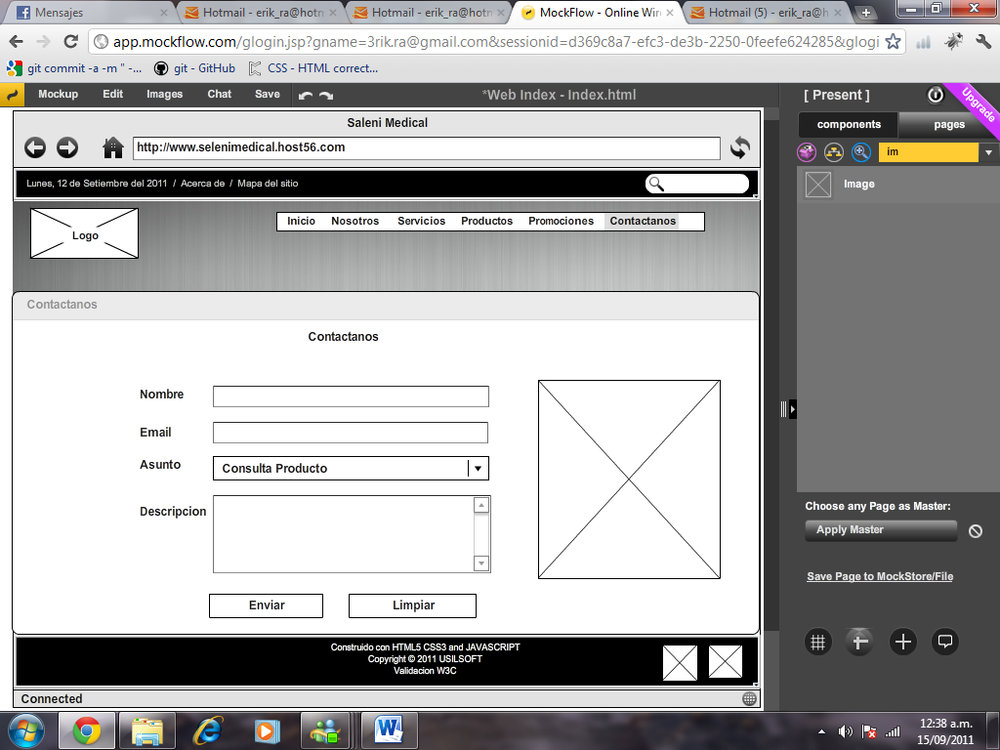 Mensajes
Hotmail - erik_ra@hotn
Hotmail - erik_ra@hotn
MockFlow - Online Wire
Hotmail (5) - erik_ra@h
app.mockflow.com/glogin.jsp?gname=3rik.ra@gmail.com&sessionid=d369c8a7-efc3-de3b-2250-0feefe624285&glogi
git commit -a -m " -...
git - GitHub
CSS - HTML correct...
Mockup Edit Images Chat Save
*Web Index - Index.html
[ Present ]
Upgrade
components pages
im
Image
Saleni Medical
http://www.selenimedical.host56.com
Lunes, 12 de Setiembre del 2011 / Acerca de / Mapa del sitio
Logo
Inicio Nosotros Servicios Productos Promociones Contactanos
Contactanos
Contactanos
Nombre
Email
Asunto Consulta Producto
Descripcion
Enviar Limpiar
Choose any Page as Master:
Apply Master
Save Page to MockStore/File
Construido con HTML5 CSS3 and JAVASCRIPT
Copyright © 2011 USILSOFT
Validacion W3C
Connected
12:38 a.m.
15/09/2011